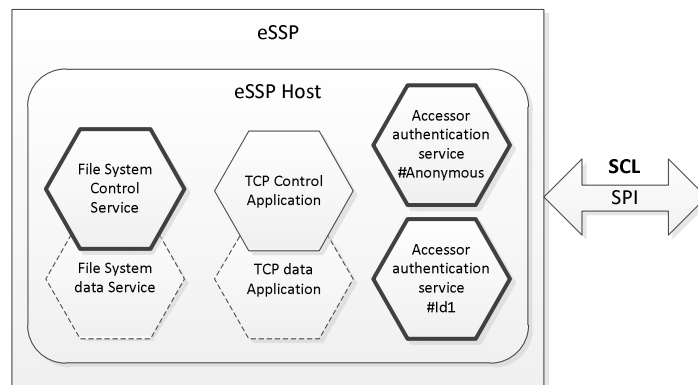 eSSP
eSSP Host
File System
Control
Service
File System
data Service
TCP Control
Application
TCP data
Application
Accessor
authentication
service
#Anonymous
Accessor
authentication
service
#Id1
SCL
SPI